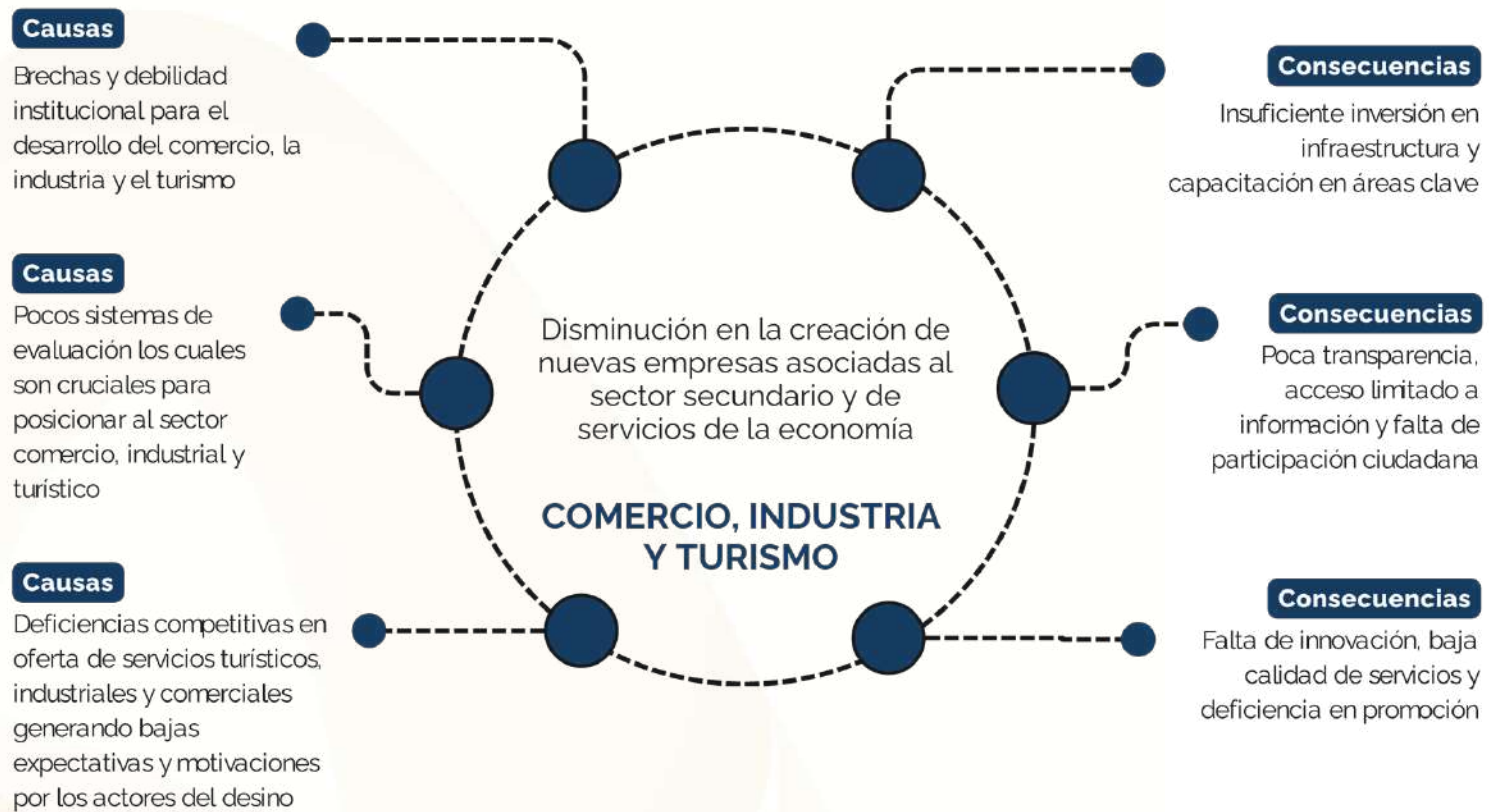 Causas
Brechas y debilidad
institucional para el
desarrollo del comercio, la
industria y el turismo
Causas
Pocos sistemas de
evaluación los cuales
son cruciales para
posicionar al sector
comercio, industrial y
turístico
Causas
Deficiencias competitivas en
oferta de servicios turísticos,
industriales y comerciales
generando bajas
expectativas y motivaciones
por los actores del desino
Disminución en la creación de
nuevas empresas asociadas al
sector secundario y de
servicios de la economía
COMERCIO, INDUSTRIA
Y TURISMO
Consecuencias
Insuficiente inversión en
infraestructura y
capacitación en áreas clave
Consecuencias
Poca transparencia,
acceso limitado a
información y falta de
participación ciudadana
Consecuencias
Falta de innovación, baja
calidad de servicios y
deficiencia en promoción